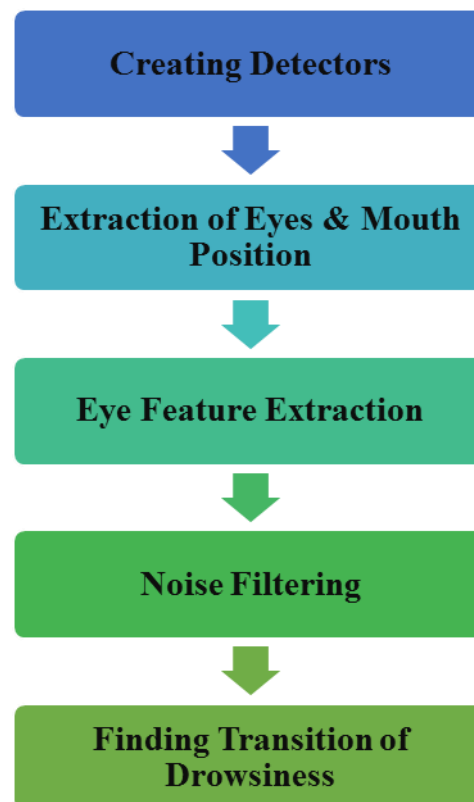 Creating Detectors
Extraction of Eyes & Mouth
Position
Eye Feature Extraction
Noise Filtering
Finding Transition of
Drowsiness